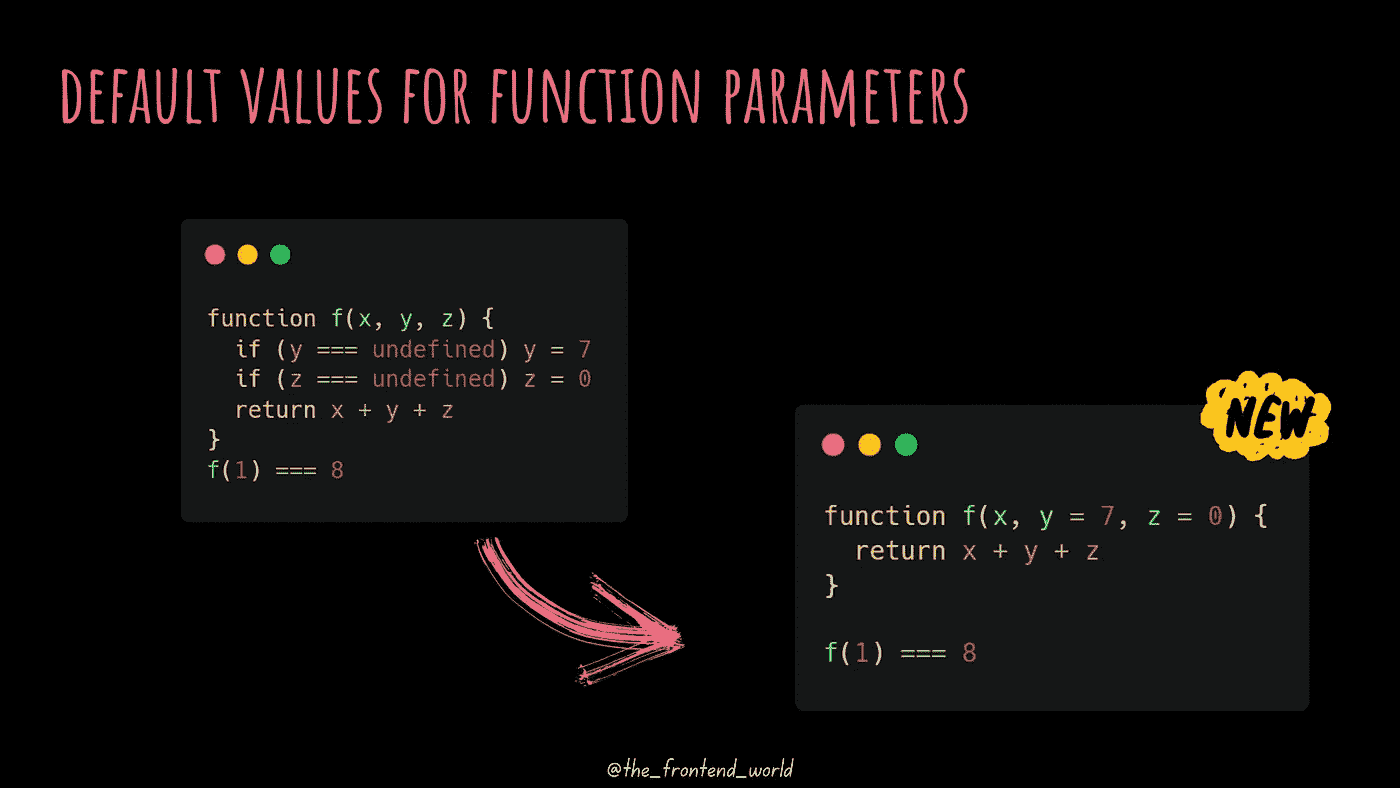 DEFAULT VALUES FOR FUNCTION PARAMETERS
function f(x, y, z) {
  if (y === undefined) y = 7
  if (z === undefined) z = 0
  return x + y + z
}
f(1) === 8
NEW
function f(x, y = 7, z = 0) {
  return x + y + z
}
f(1) === 8
@the_frontend_world